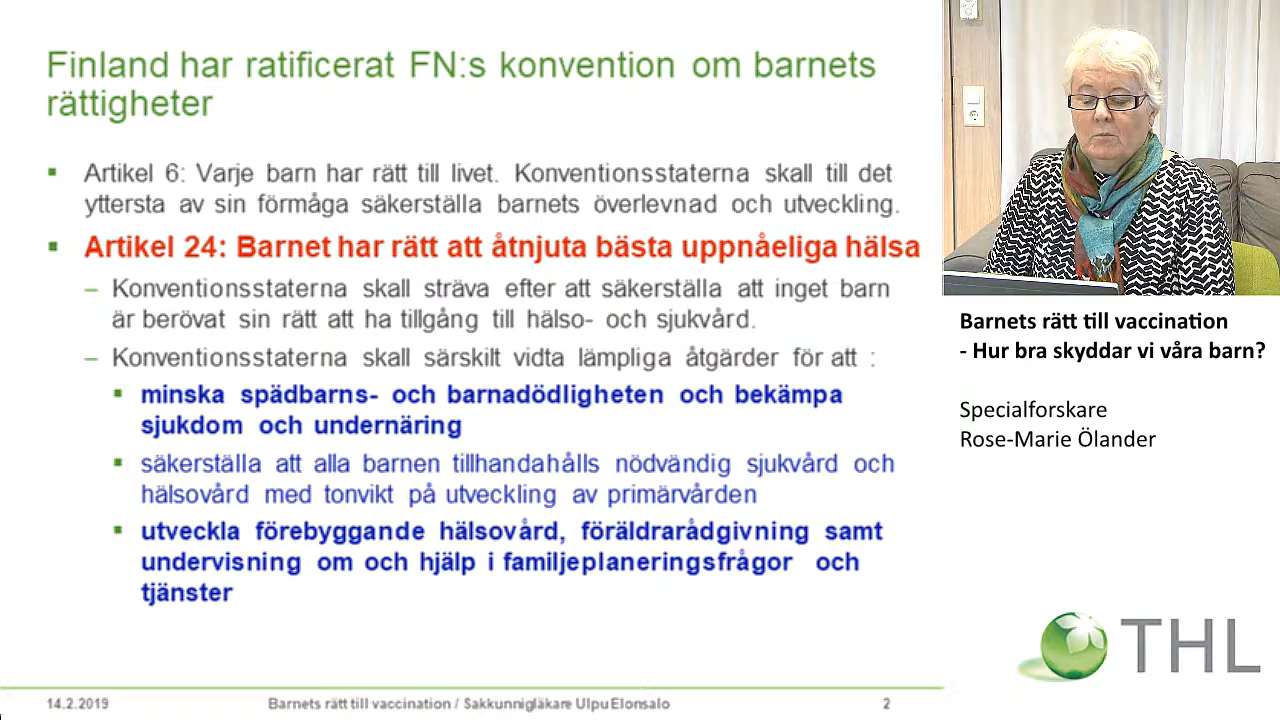 Finland har ratificerat FN:s konvention om barnets
rättigheter
Artikel 6: Varje barn har rätt till livet. Konventionsstaterna skall till det
yttersta av sin förmåga säkerställa barnets överlevnad och utveckling.
Artikel 24: Barnet har rätt att åtnjuta bästa uppnåeliga hälsa
– Konventionsstaterna skall sträva efter att säkerställa att inget barn
är berövat sin rätt att ha tillgång till hälso- och sjukvård.
– Konventionsstaterna skall särskilt vidta lämpliga åtgärder för att :
minska spädbarns- och barnadödligheten och bekämpa
sjukdom och undernäring
säkerställa att alla barnen tillhandahålls nödvändig sjukvård och
hälsovård med tonvikt på utveckling av primärvården
utveckla förebyggande hälsovård, föräldrarådgivning samt
undervisning om och hjälp i familjeplaneringsfrågor och
tjänster
14.2.2019
Barnets rätt till vaccination / Sakkunnigläkare Ulpu Elonsalo
2
Barnets rätt till vaccination
- Hur bra skyddar vi våra barn?
Specialforskare
Rose-Marie Ölander
THL